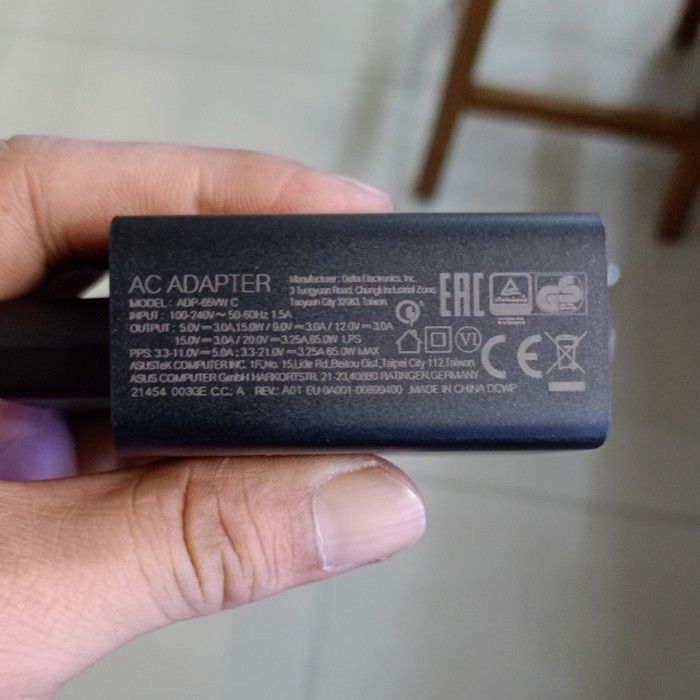 AC ADAPTER
MODEL : ADP-65VW C
INPUT : 100-240V~ 50-60Hz 1.5A
OUTPUT : 5.0V⎓3.0A,15.0W / 9.0V⎓3.0A / 12.0V⎓3.0A
15.0V⎓3.0A / 20.0V⎓3.25A,65.0W LPS
PPS: 3.3-11.0V⎓5.0A ; 3.3-21.0V⎓3.25A 65.0W MAX
ASUSTeK COMPUTER INC. 1F.,No. 15,Lide Rd.,Beitou Dist.,Taipei City 112,Taiwan
ASUS COMPUTER GmbH HARKORTSTR. 21-23,40880 RATINGEN,GERMANY
21454 003GE C.C.: A REV.: A01 EU 0A001-00899400 .MADE IN CHINA DCWP
Manufacturer : Delta Electronics, Inc.
3 Tungyuan Road, Chungli Industrial Zone,
Taoyuan City 32063, Taiwan.
EAC
GS
VI
CE